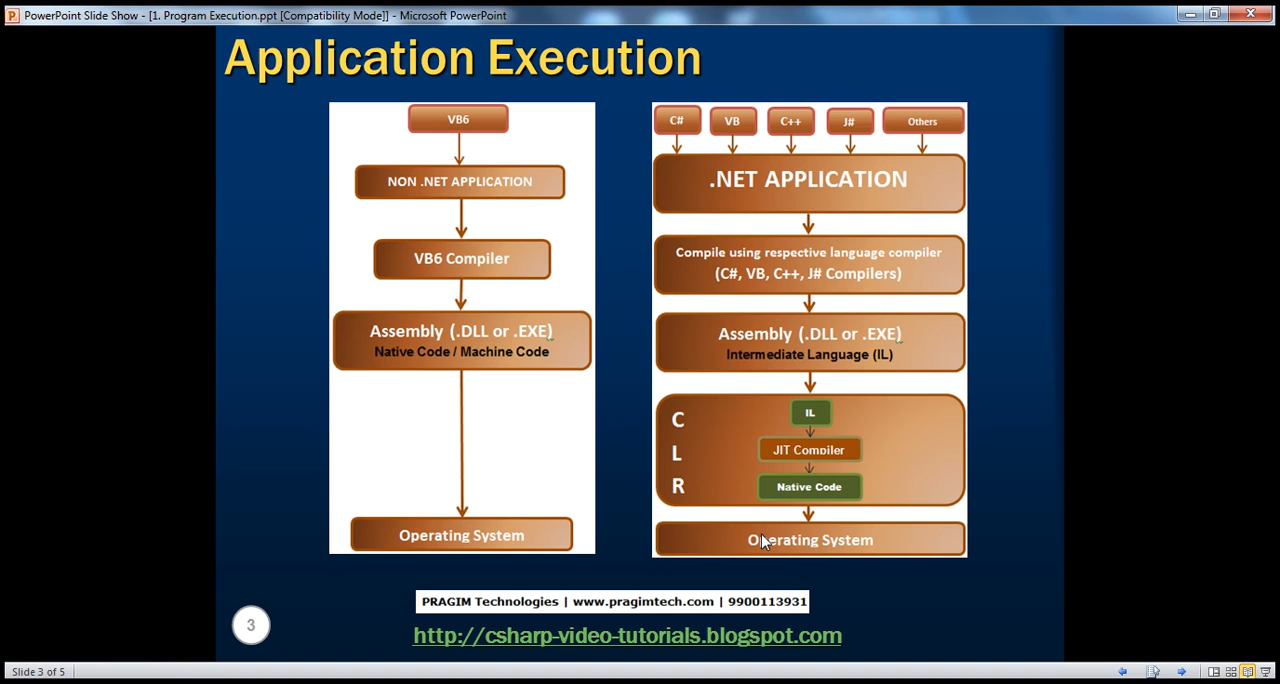 PowerPoint Slide Show - [1. Program Execution.ppt [Compatibility Mode]] - Microsoft PowerPoint
Application Execution
VB6
NON .NET APPLICATION
VB6 Compiler
Assembly (.DLL or .EXE)
Native Code / Machine Code
Operating System
C#
VB
C++
J#
Others
.NET APPLICATION
Compile using respective language compiler
(C#, VB, C++, J# Compilers)
Assembly (.DLL or .EXE)
Intermediate Language (IL)
C
L
R
IL
JIT Compiler
Native Code
Operating System
PRAGIM Technologies | www.pragimtech.com | 9900113931
3
http://csharp-video-tutorials.blogspot.com
Slide 3 of 5